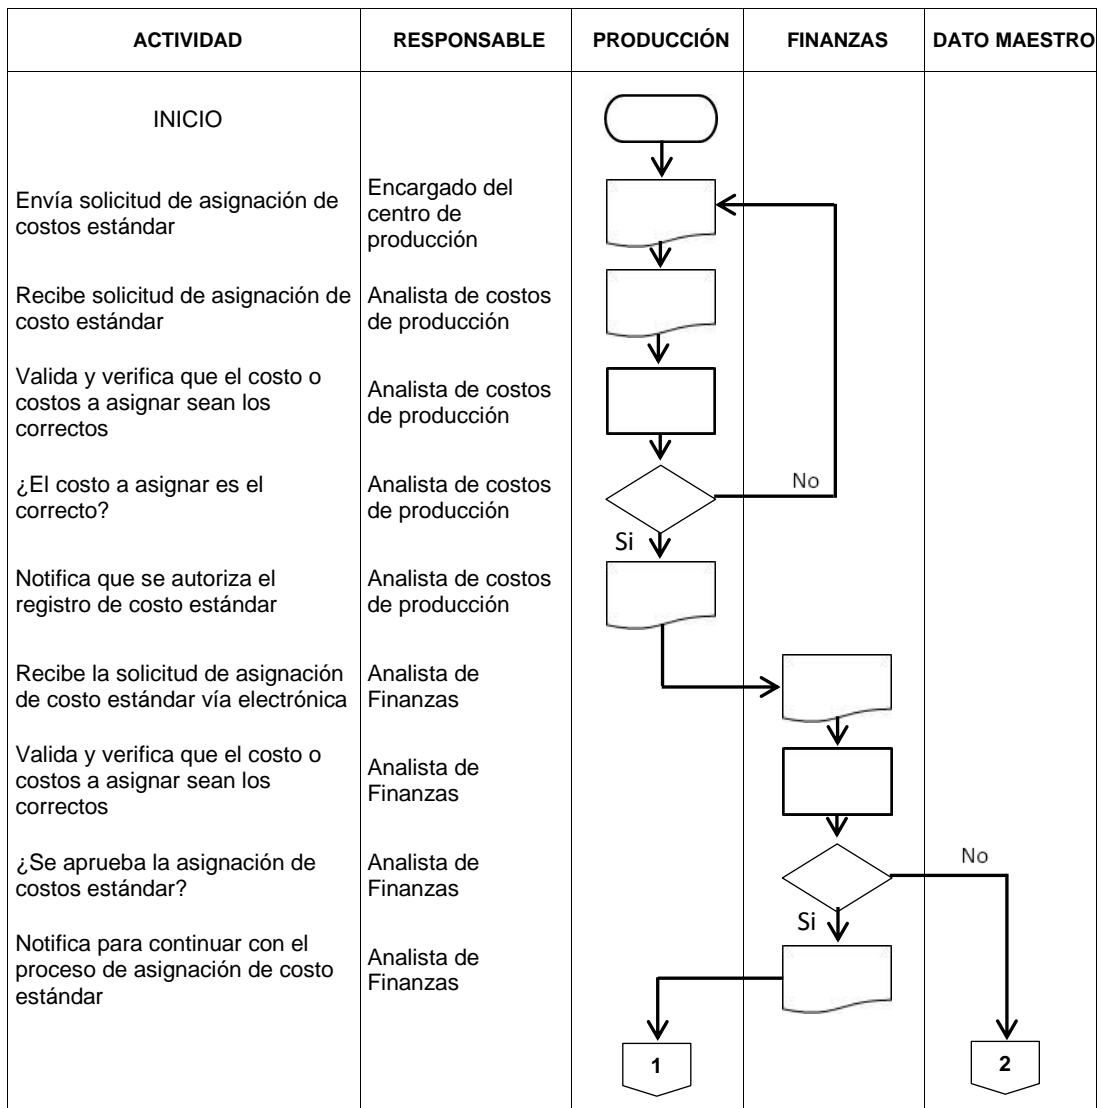 ACTIVIDAD RESPONSABLE PRODUCCIÓN FINANZAS DATO MAESTRO
INICIO
Envía solicitud de asignación de
costos estándar
Encargado del
centro de
producción
Recibe solicitud de asignación de
costo estándar
Analista de costos
de producción
Valida y verifica que el costo o
costos a asignar sean los
correctos
Analista de costos
de producción
¿El costo a asignar es el
correcto?
Analista de costos
de producción
No
Si
Notifica que se autoriza el
registro de costo estándar
Analista de costos
de producción
Recibe la solicitud de asignación
de costo estándar vía electrónica
Analista de
Finanzas
Valida y verifica que el costo o
costos a asignar sean los
correctos
Analista de
Finanzas
¿Se aprueba la asignación de
costos estándar?
Analista de
Finanzas
No
Si
Notifica para continuar con el
proceso de asignación de costo
estándar
Analista de
Finanzas
1
2